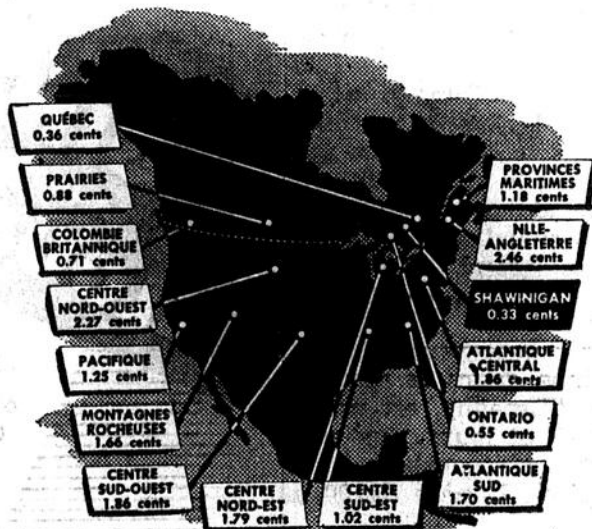 QUÉBEC
0.36 cents
PRAIRIES
0.88 cents
COLOMBIE
BRITANNIQUE
0.71 cents
CENTRE
NORD-OUEST
2.27 cents
PACIFIQUE
1.25 cents
MONTAGNES
ROCHEUSES
1.66 cents
CENTRE
SUD-OUEST
1.86 cents
CENTRE
NORD-EST
1.79 cents
CENTRE
SUD-EST
1.02 cents
PROVINCES
MARITIMES
1.18 cents
NLLE-
ANGLETERRE
2.46 cents
SHAWINIGAN
0.33 cents
ATLANTIQUE
CENTRAL
1.86 cents
ONTARIO
0.55 cents
ATLANTIQUE
SUD
1.70 cents